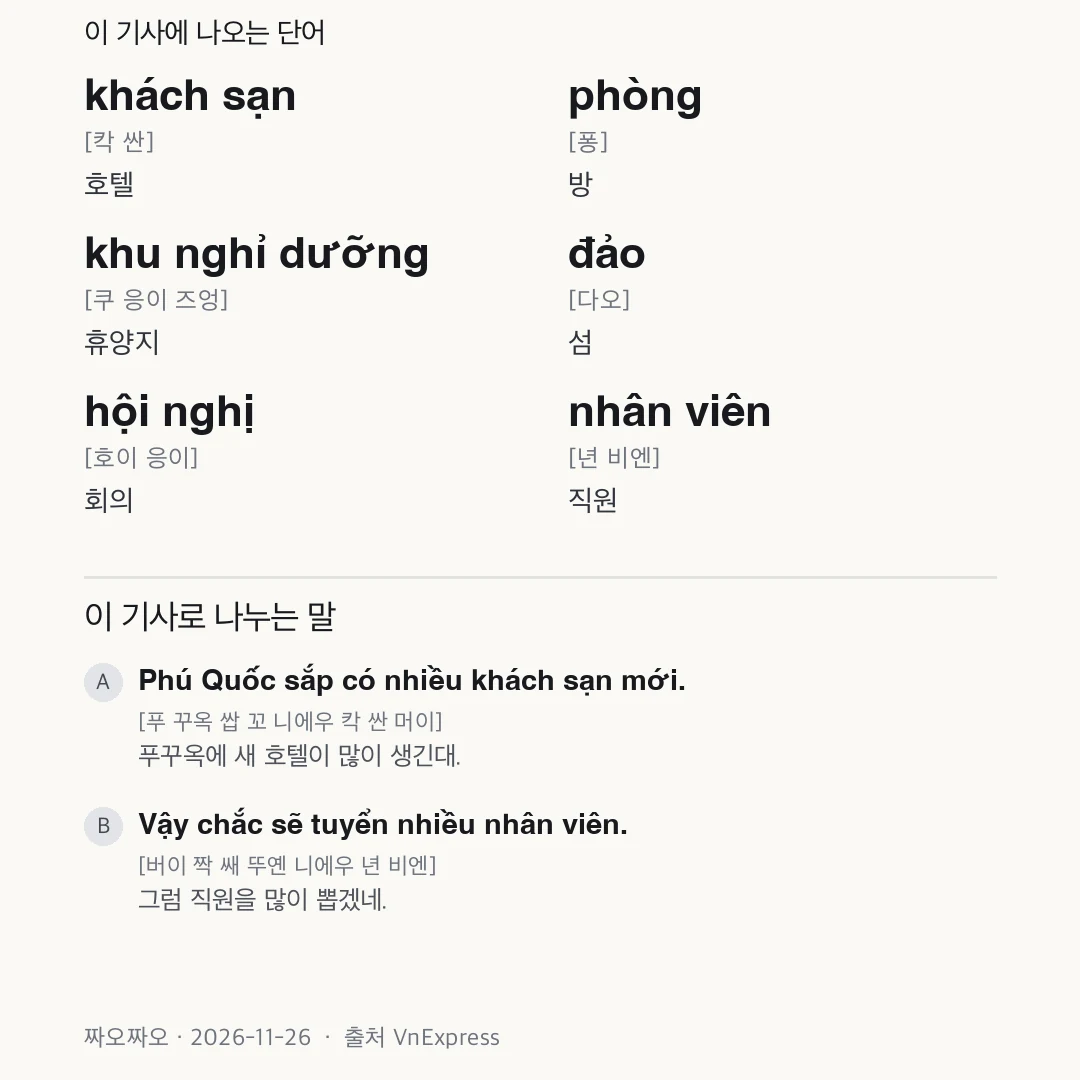 이 기사에 나오는 단어
khách sạn
[칵 싼]
호텔
phòng
[퐁]
방
khu nghỉ dưỡng
[쿠 응이 즈엉]
휴양지
đảo
[다오]
섬
hội nghị
[호이 응이]
회의
nhân viên
[년 비엔]
직원
이 기사로 나누는 말
A Phú Quốc sắp có nhiều khách sạn mới.
[푸 꾸옥 쌉 꼬 니에우 칵 싼 머이]
푸꾸옥에 새 호텔이 많이 생긴대.
B Vậy chắc sẽ tuyển nhiều nhân viên.
[버이 짝 쌔 뚜옌 니에우 년 비엔]
그럼 직원을 많이 뽑겠네.
짜오짜오 · 2026-11-26 · 출처 VnExpress